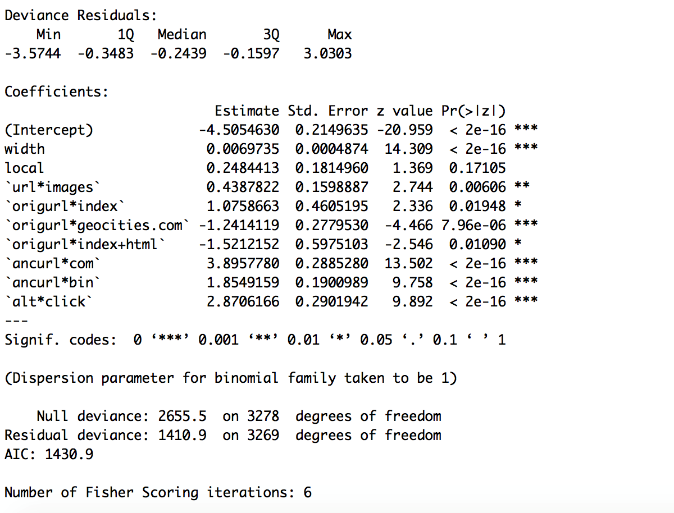 Deviance Residuals:
    Min      1Q  Median      3Q     Max
-3.5744 -0.3483 -0.2439 -0.1597  3.0303

Coefficients:
                         Estimate Std. Error z value Pr(>|z|)
(Intercept)            -4.5054630  0.2149635 -20.959  < 2e-16 ***
width                   0.0069735  0.0004874  14.309  < 2e-16 ***
local                   0.2484413  0.1814960   1.369  0.17105
`url*images`            0.4387822  0.1598887   2.744  0.00606 **
`origurl*index`         1.0758663  0.4605195   2.336  0.01948 *
`origurl*geocities.com` -1.2414119  0.2779530  -4.466 7.96e-06 ***
`origurl*index+html`   -1.5212152  0.5975103  -2.546  0.01090 *
`ancurl*com`            3.8957780  0.2885280  13.502  < 2e-16 ***
`ancurl*bin`            1.8549159  0.1900989   9.758  < 2e-16 ***
`alt*click`             2.8706166  0.2901942   9.892  < 2e-16 ***
---
Signif. codes:  0 ‘***’ 0.001 ‘**’ 0.01 ‘*’ 0.05 ‘.’ 0.1 ‘ ’ 1

(Dispersion parameter for binomial family taken to be 1)

    Null deviance: 2655.5  on 3278  degrees of freedom
Residual deviance: 1410.9  on 3269  degrees of freedom
AIC: 1430.9

Number of Fisher Scoring iterations: 6